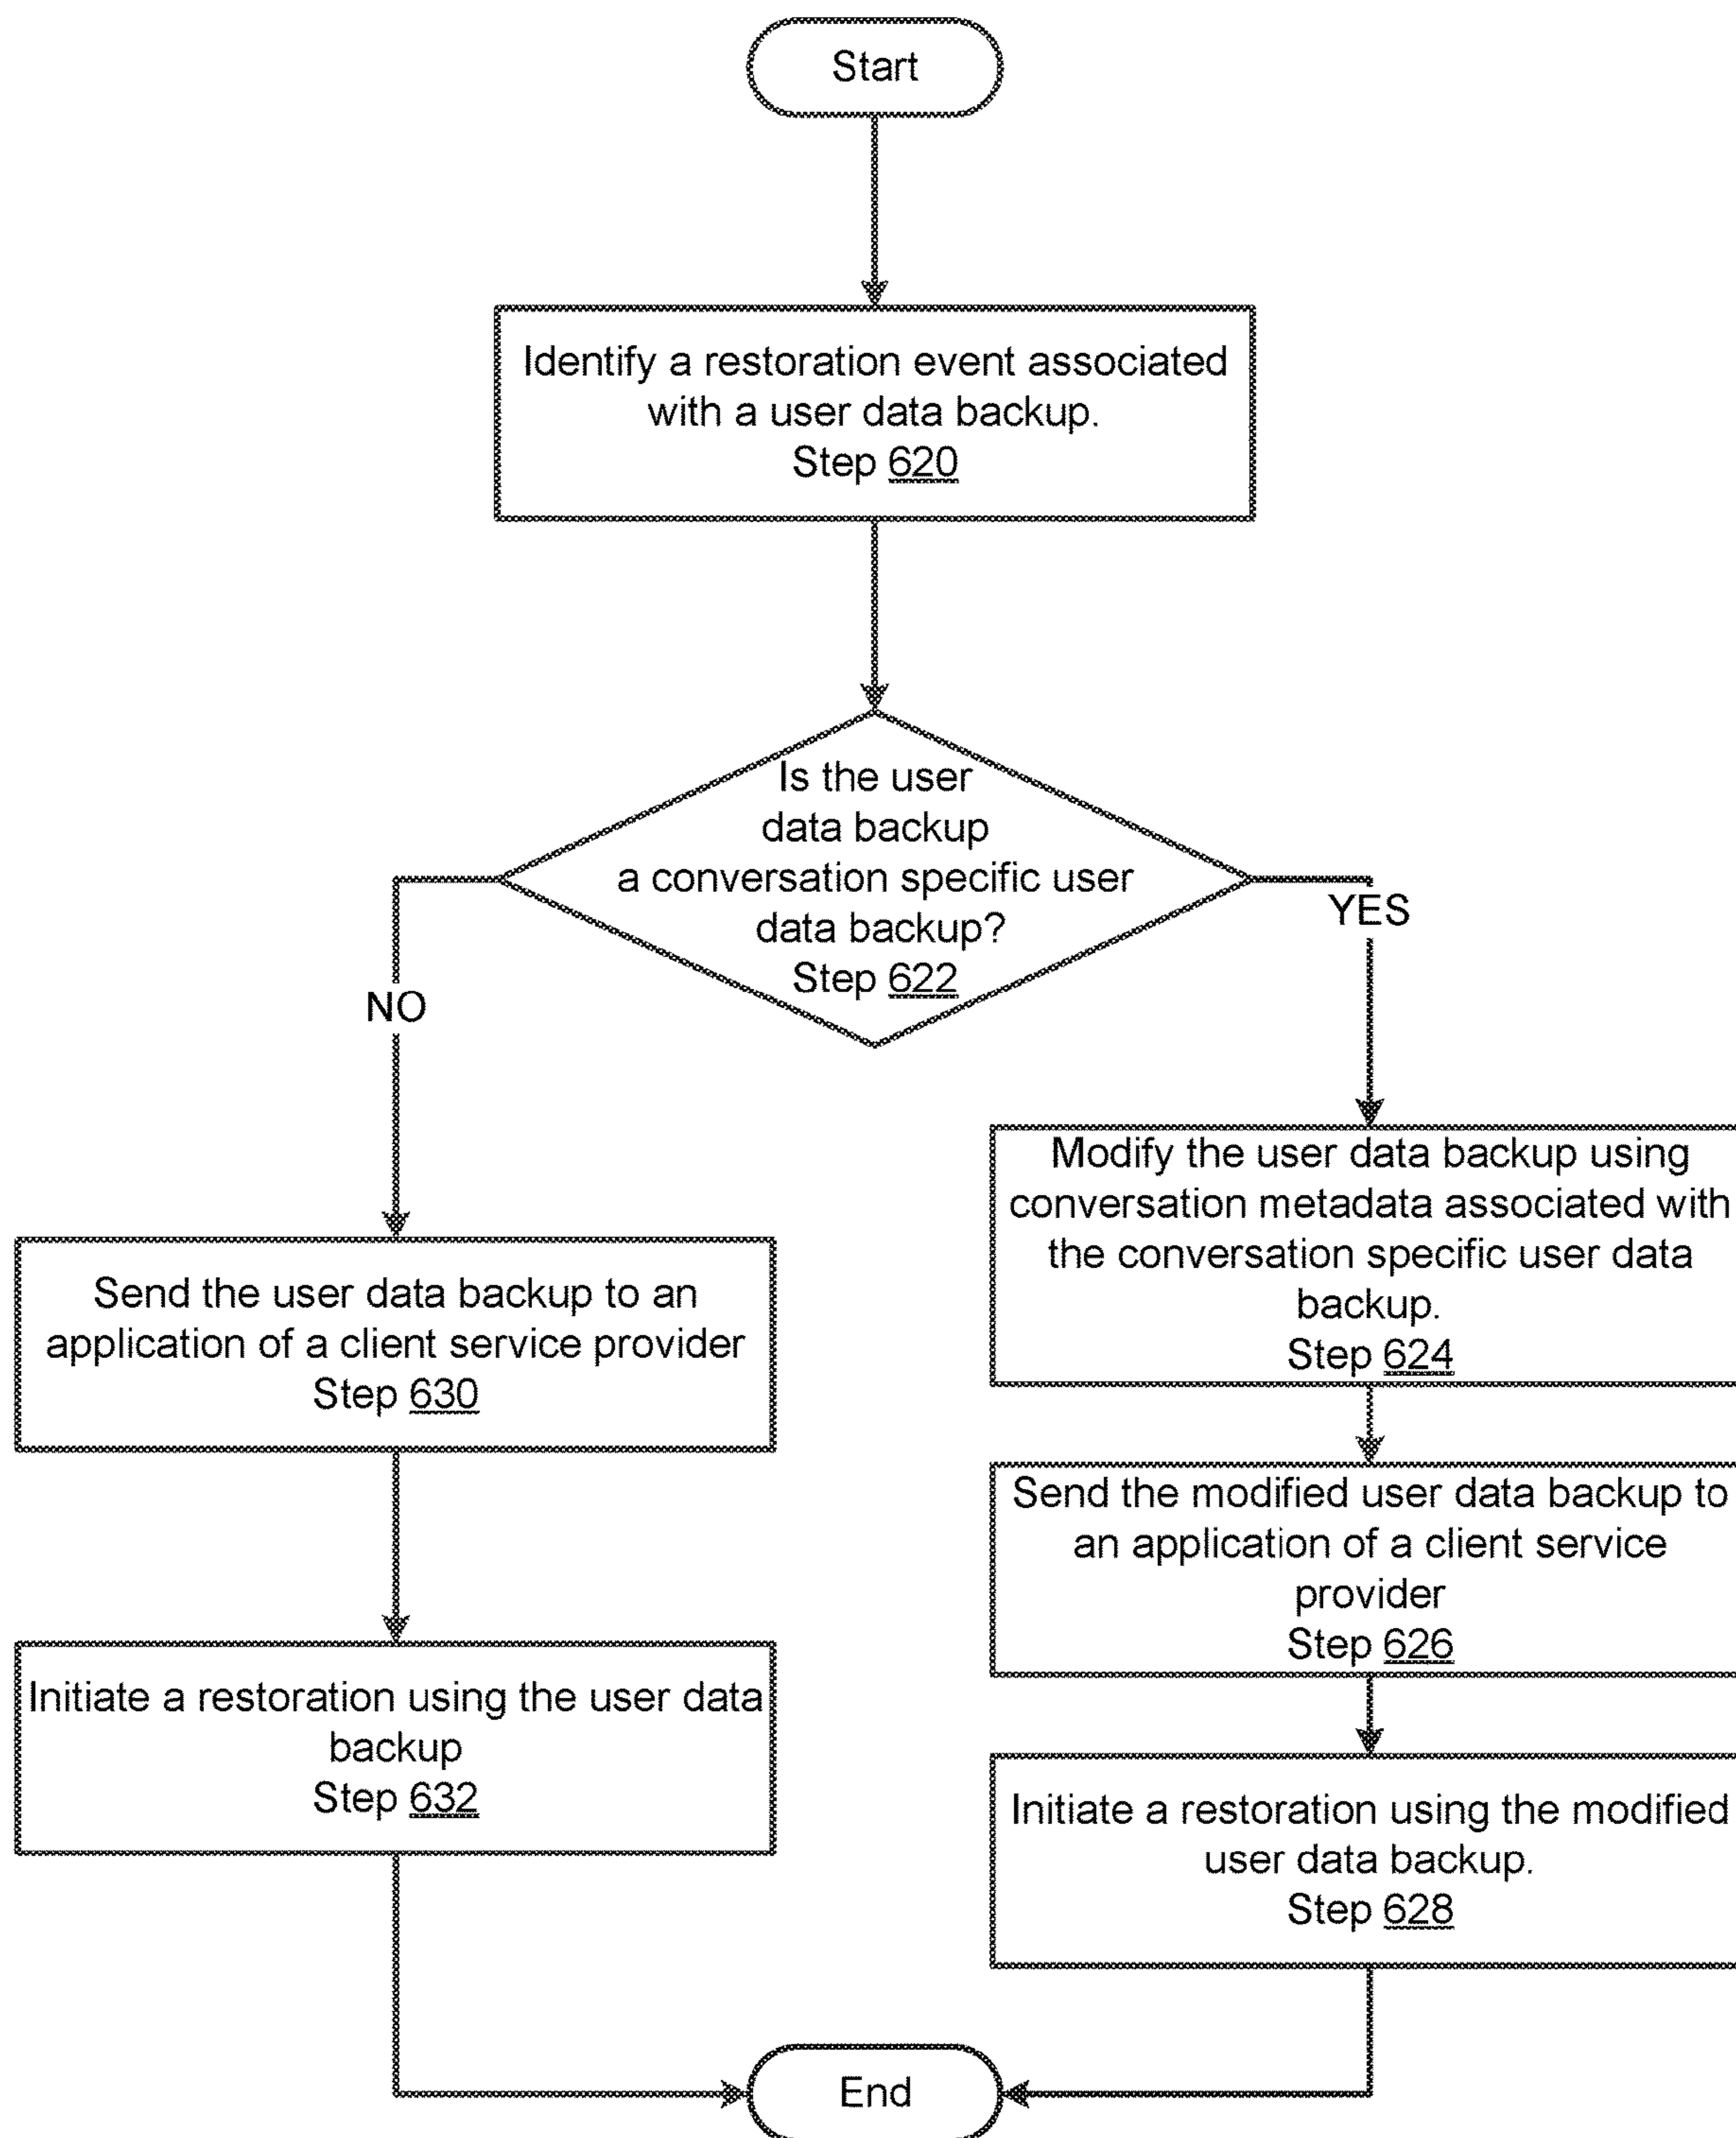 Start
Identify a restoration event associated
with a user data backup.
Step 620
Is the user
data backup
a conversation specific user
data backup?
Step 622
YES
NO
Modify the user data backup using
conversation metadata associated with
the conversation specific user data
backup.
Step 624
Send the user data backup to an
application of a client service provider
Step 630
Send the modified user data backup to
an application of a client service
provider
Step 626
Initiate a restoration using the user data
backup
Step 632
Initiate a restoration using the modified
user data backup.
Step 628
End